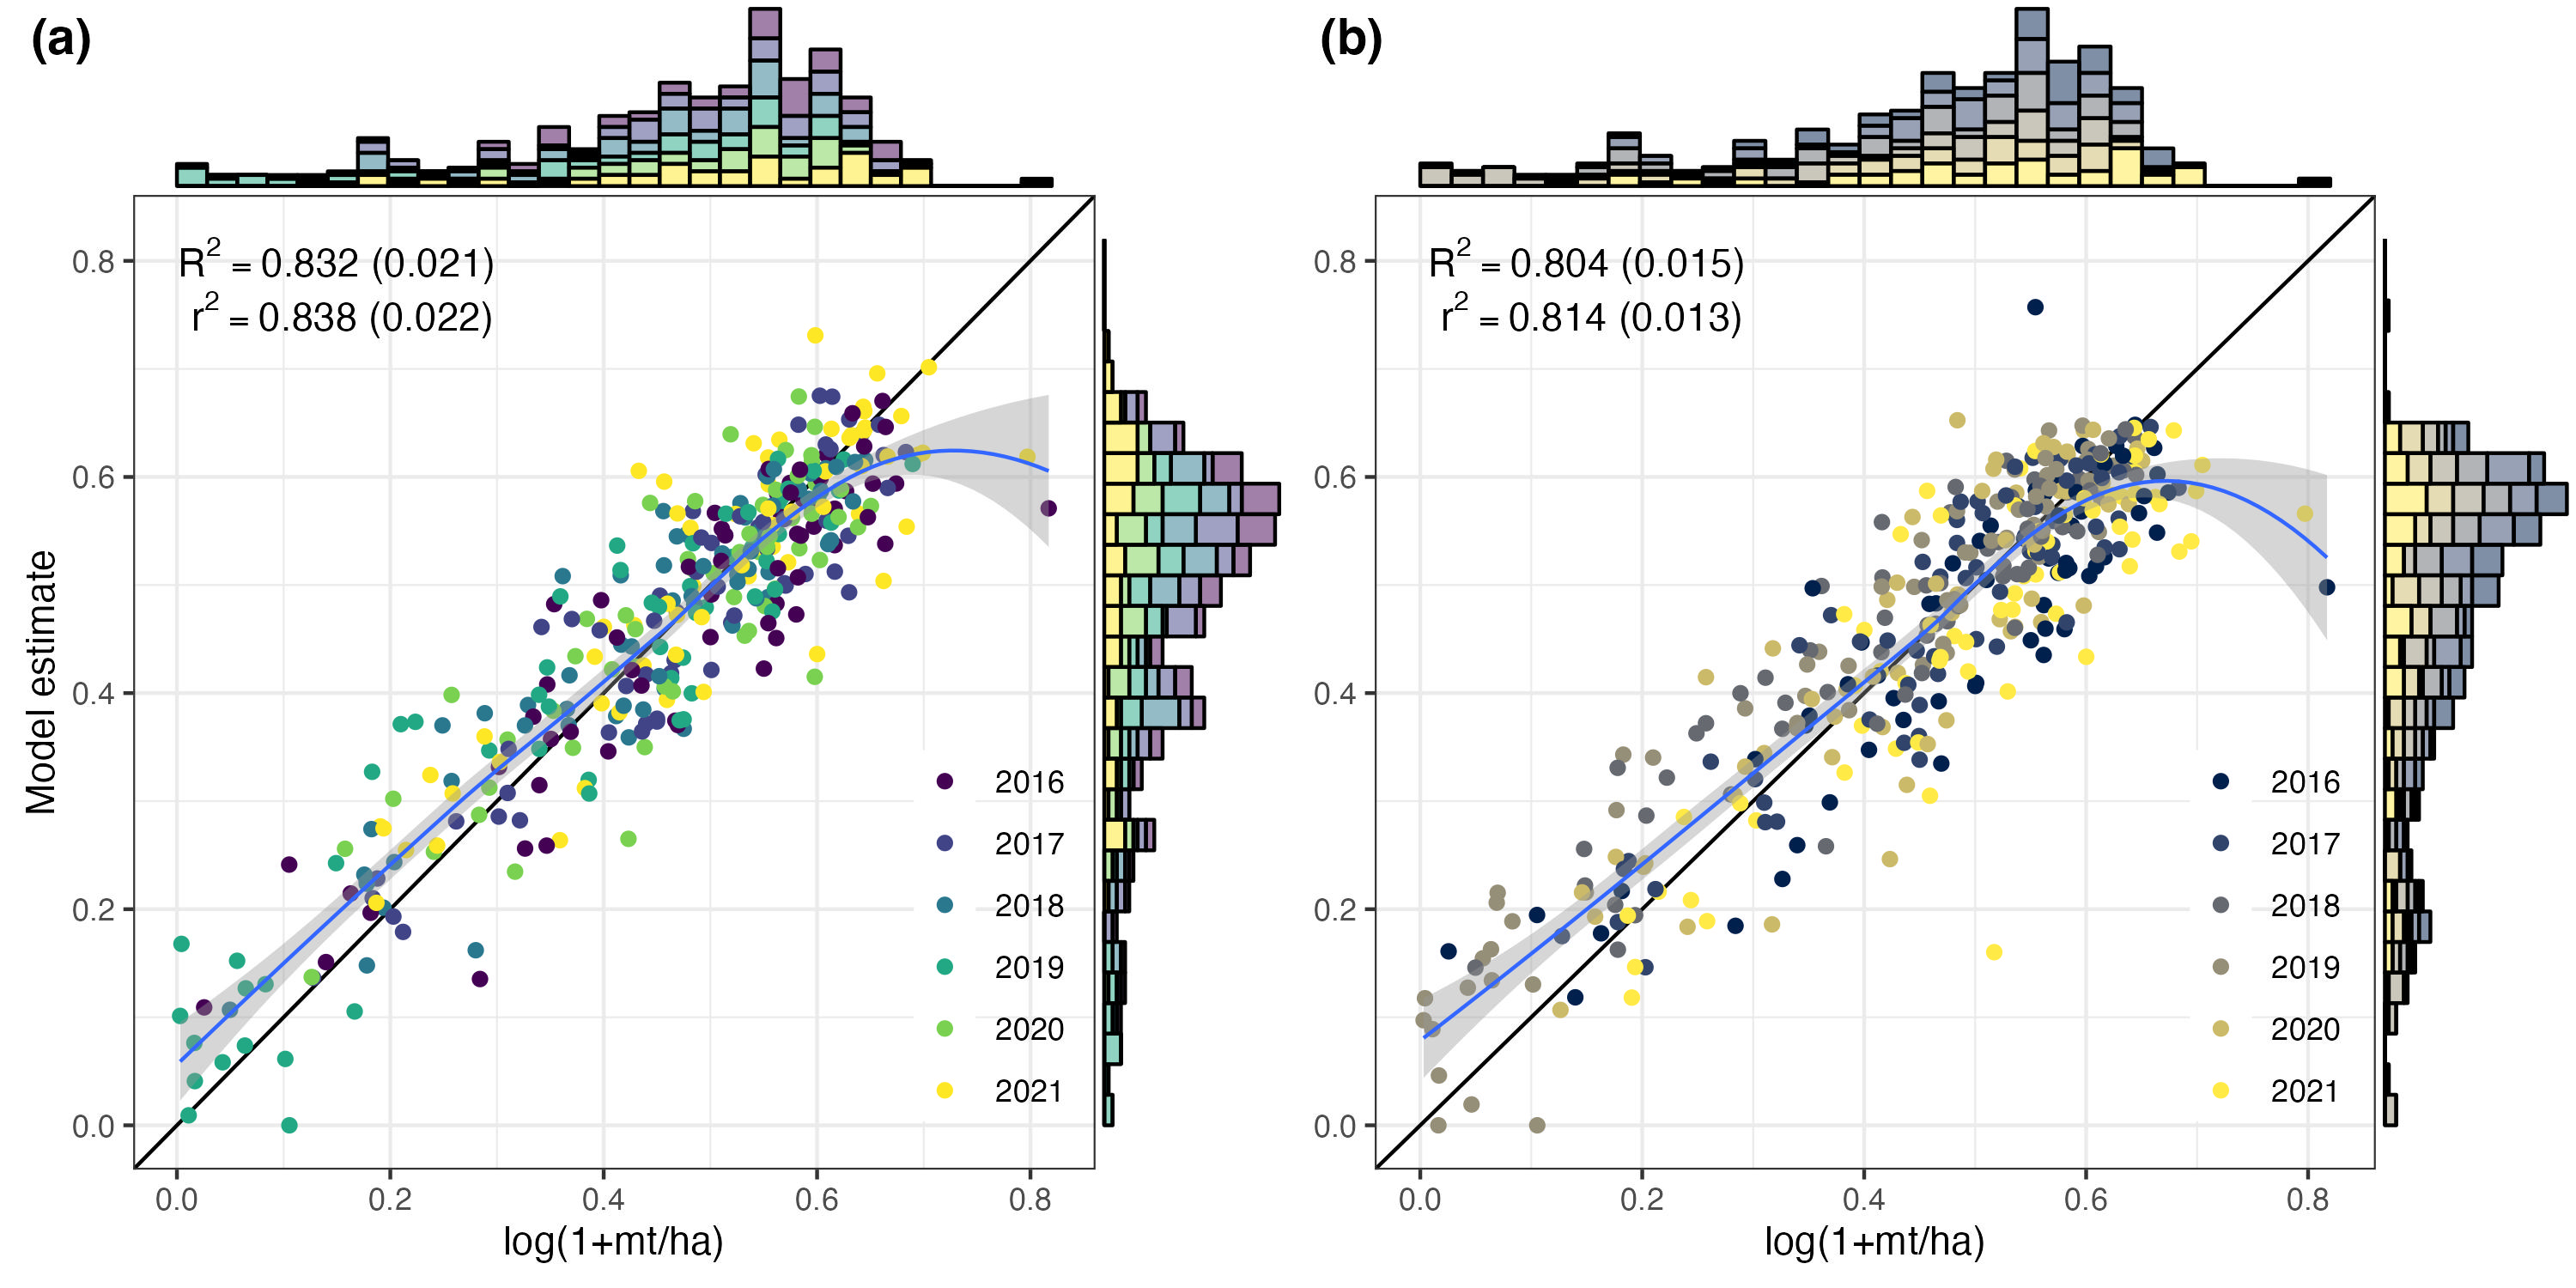 (a)
R² = 0.832 (0.021)
r² = 0.838 (0.022)
Model estimate
0.8
0.6
0.4
0.2
0.0
2016
2017
2018
2019
2020
2021
0.0 0.2 0.4 0.6 0.8
log(1+mt/ha)
(b)
R² = 0.804 (0.015)
r² = 0.814 (0.013)
0.8
0.6
0.4
0.2
0.0
2016
2017
2018
2019
2020
2021
0.0 0.2 0.4 0.6 0.8
log(1+mt/ha)